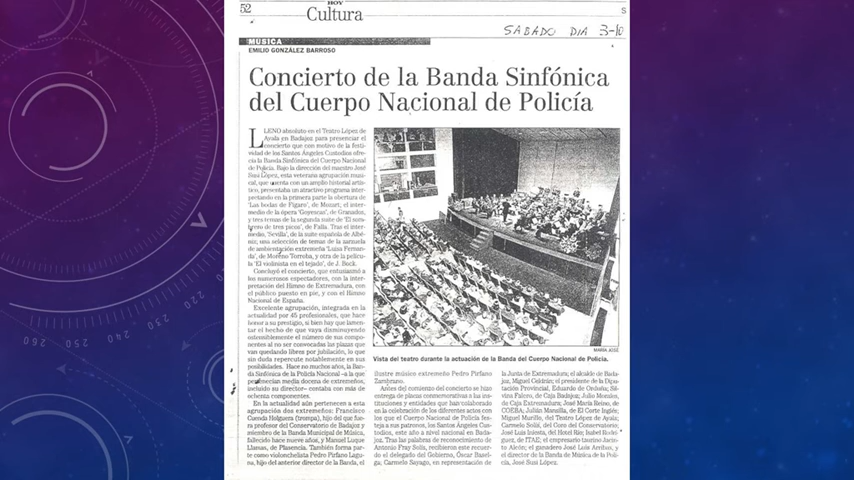 52
HOY
Cultura
S
SABADO DIA 3-10
MÚSICA
EMILIO GONZÁLEZ BARROSO
Concierto de la Banda Sinfónica
del Cuerpo Nacional de Policía
LLENO absoluto en el Teatro López de
Ayala en Badajoz para presenciar el
concierto que con motivo de la festi-
vidad de los Santos Ángeles Custodios ofre-
cía la Banda Sinfónica del Cuerpo Nacional
de Policía. Bajo la dirección del maestro José
Susi López, esta veterana agrupación musi-
cal, que cuenta con un amplio historial artís-
tico, presentaba un atractivo programa inter-
pretando en la primera parte la obertura de
'Las bodas de Fígaro', de Mozart, el inter-
medio de la ópera 'Goyescas', de Granados,
y tres temas de la segunda suite de 'El som-
brero de tres picos', de Falla. Tras el inter-
medio, 'Sevilla', de la suite española de Albé-
niz, una selección de temas de la zarzuela
de ambientación extremeña 'Luisa Fernan-
da', de Moreno Torroba, y otra de la película
'El violinista en el tejado', de J. Bock.
Concluyó el concierto, que entusiasmó a
los numerosos espectadores, con la inter-
pretación del Himno de Extremadura, con
el público puesto en pie, y con el Himno
Nacional de España.
Excelente agrupación, integrada en la
actualidad por 45 profesionales, que hace
honor a su prestigio, si bien hay que lamen-
tar el hecho de que vaya disminuyendo
ostensiblemente el número de sus compo-
nentes al no ser convocadas las plazas que
van quedando libres por jubilación, lo que
sin duda repercute notablemente en sus
posibilidades. Hace no muchos años, la Ban-
da Sinfónica de la Policía Nacional –a la que
pertenecían media docena de extremeños,
incluido su director– contaba con más de
ochenta componentes.
En la actualidad aún pertenecen a esta
agrupación dos extremeños: Francisco
Cuenda Holguera (trompa), hijo del que fuera
profesor del Conservatorio de Badajoz y
miembro de la Banda Municipal de Música,
fallecido hace nueve años, y Manuel Luque
Llamas, de Plasencia. También forma par-
te como violonchelista Pedro Pirfano Lagu-
na, hijo del anterior director de la Banda, el
MARÍA JOSÉ
Vista del teatro durante la actuación de la Banda del Cuerpo Nacional de Policía.
ilustre músico extremeño Pedro Pirfano
Zambrano.
Antes del comienzo del concierto se hizo
entrega de placas conmemorativas a las ins-
tituciones y entidades que han colaborado
en la celebración de los diferentes actos con
los que el Cuerpo Nacional de Policía fes-
teja a sus patronos, los Santos Ángeles Cus-
todios, este año a nivel nacional en Bada-
joz. Tras las palabras de reconocimiento de
Antonio Fray Solís, recibieron este recuer-
do el delegado del Gobierno, Óscar Basel-
ga; Carmelo Sayago, en representación de
la Junta de Extremadura; el alcalde de Bada-
joz, Miguel Celdrán; el presidente de la Dipu-
tación Provincial, Eduardo de Orduña;
Falero, de Caja Badajoz; Julio Morales,
de Caja Extremadura; José María Reino, de
COEBA; Julián Mansilla, de El Corte Inglés;
Miguel Murillo, del Teatro López de Ayala;
Carmelo Solís, del Coro del Conservatorio,
José Luis Iniesta, del Hotel Río; Isabel Rodrí-
guez, de ITAE; el empresario taurino Jacin-
to Alcón; el ganadero José Luis y el
director de la Banda de Música de la Poli-
cía, José Susi López.